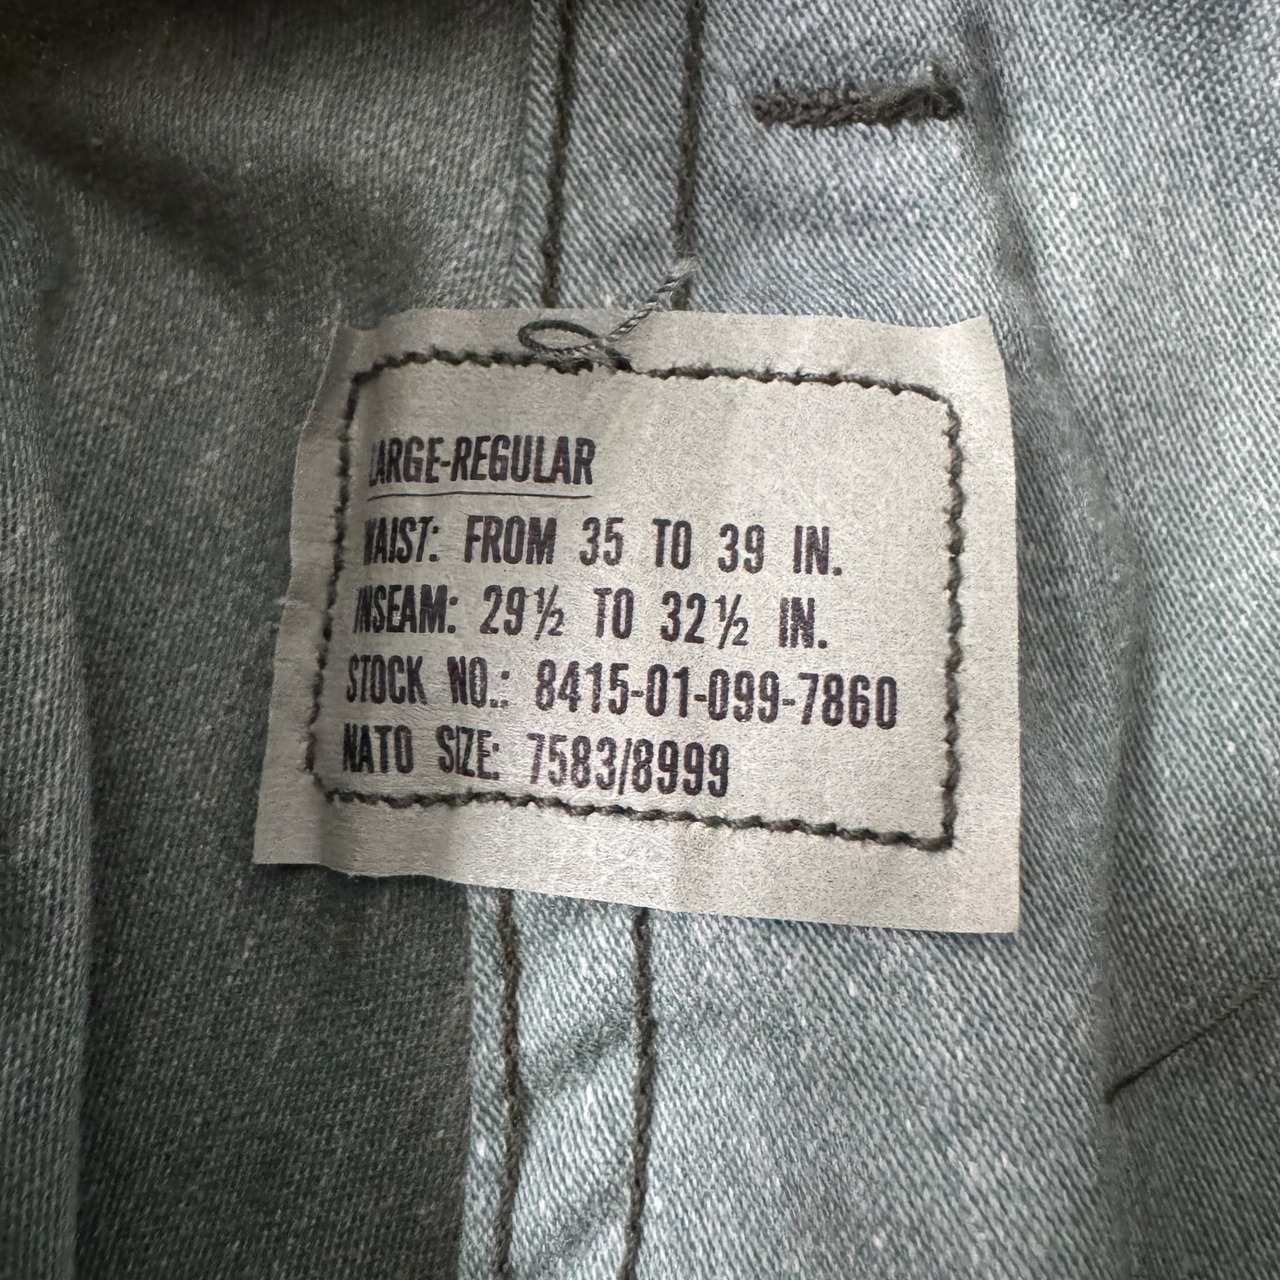 LARGE-REGULAR
WAIST: FROM 35 TO 39 IN.
INSEAM: 29½ TO 32½ IN.
STOCK NO.: 8415-01-099-7860
NATO SIZE: 7583/8999